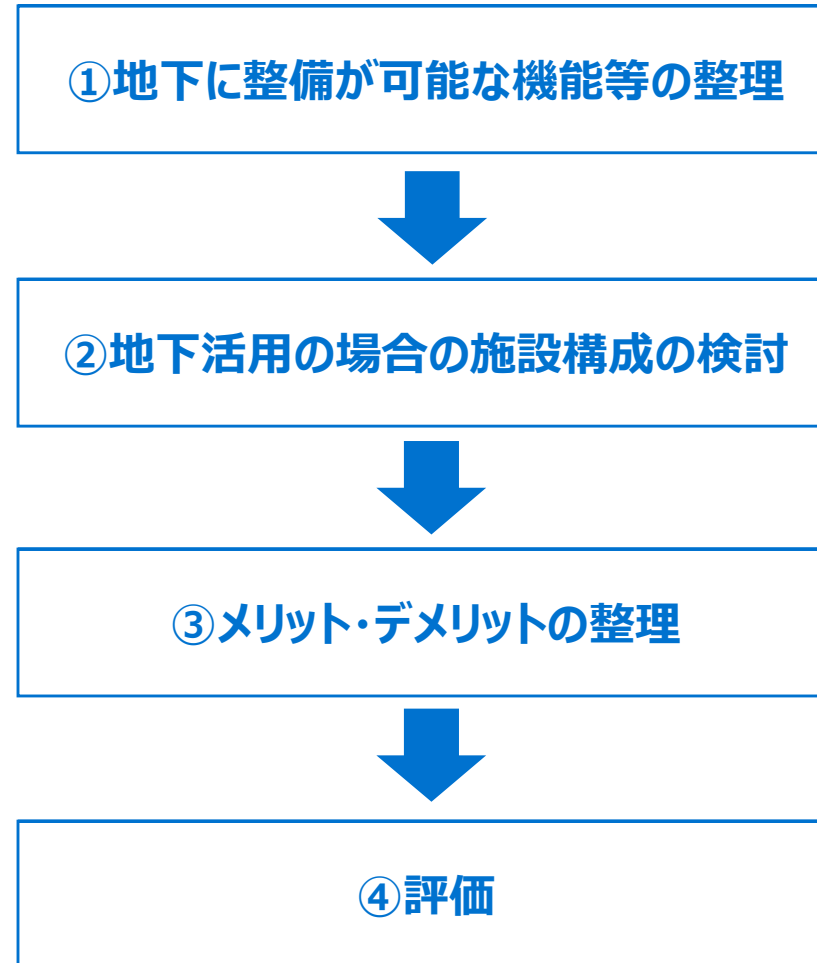 ①地下に整備が可能な機能等の整理
②地下活用の場合の施設構成の検討
③メリット・デメリットの整理
④評価